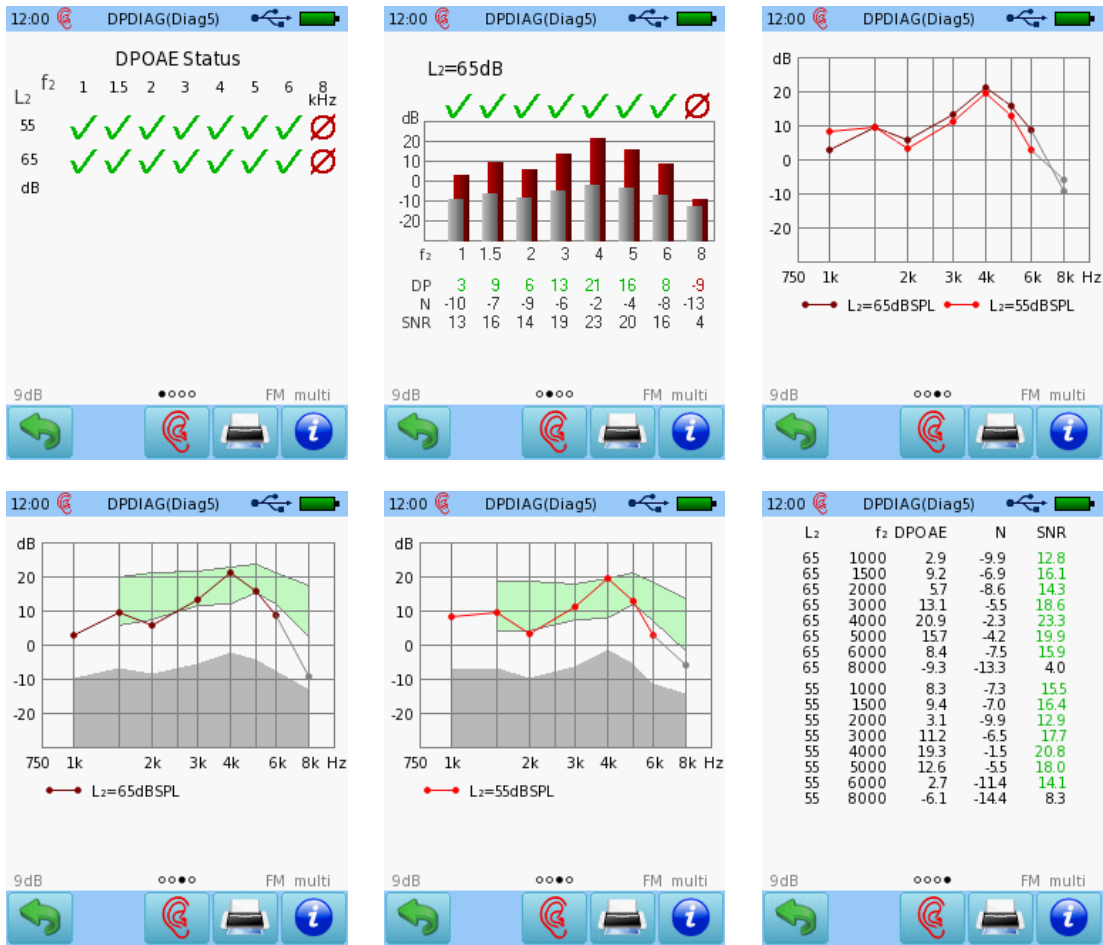 12:00 DPDIAG(Diag5)
DPOAE Status
L₂ f₂ 1 1.5 2 3 4 5 6 8
kHz
55
65
dB
9dB FM multi
12:00 DPDIAG(Diag5)
L₂=65dB
dB
20
10
0
-10
-20
f₂ 1 1.5 2 3 4 5 6 8
DP 3 9 6 13 21 16 8 -9
N -10 -7 -9 -6 -2 -4 -8 -13
SNR 13 16 14 19 23 20 16 4
9dB FM multi
12:00 DPDIAG(Diag5)
dB
20
10
0
-10
-20
750 1k 2k 3k 4k 6k 8k Hz
L₂=65dBSPL L₂=55dBSPL
9dB FM multi
12:00 DPDIAG(Diag5)
dB
20
10
0
-10
-20
750 1k 2k 3k 4k 6k 8k Hz
L₂=65dBSPL
9dB FM multi
12:00 DPDIAG(Diag5)
dB
20
10
0
-10
-20
750 1k 2k 3k 4k 6k 8k Hz
L₂=55dBSPL
9dB FM multi
12:00 DPDIAG(Diag5)
L₂ f₂ DPOAE N SNR
65 1000 2.9 -9.9 12.8
65 1500 9.2 -6.9 16.1
65 2000 5.7 -8.6 14.3
65 3000 13.1 -5.5 18.6
65 4000 20.9 -2.3 23.3
65 5000 15.7 -4.2 19.9
65 6000 8.4 -7.5 15.9
65 8000 -9.3 -13.3 4.0
55 1000 8.3 -7.3 15.5
55 1500 9.4 -7.0 16.4
55 2000 3.1 -9.9 12.9
55 3000 11.2 -6.5 17.7
55 4000 19.3 -1.5 20.8
55 5000 12.6 -5.5 18.0
55 6000 2.7 -11.4 14.1
55 8000 -6.1 -14.4 8.3
9dB FM multi